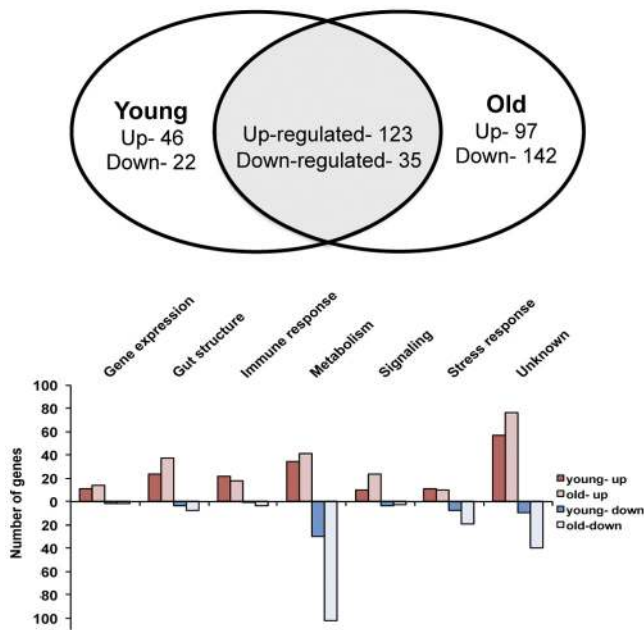 Young
Up- 46
Down- 22
Up-regulated- 123
Down-regulated- 35
Old
Up- 97
Down- 142
Gene expression
Gut structure
Immune response
Metabolism
Signaling
Stress response
Unknown
Number of genes
100
80
60
40
20
0
20
40
60
80
100
young- up
old- up
young- down
old-down